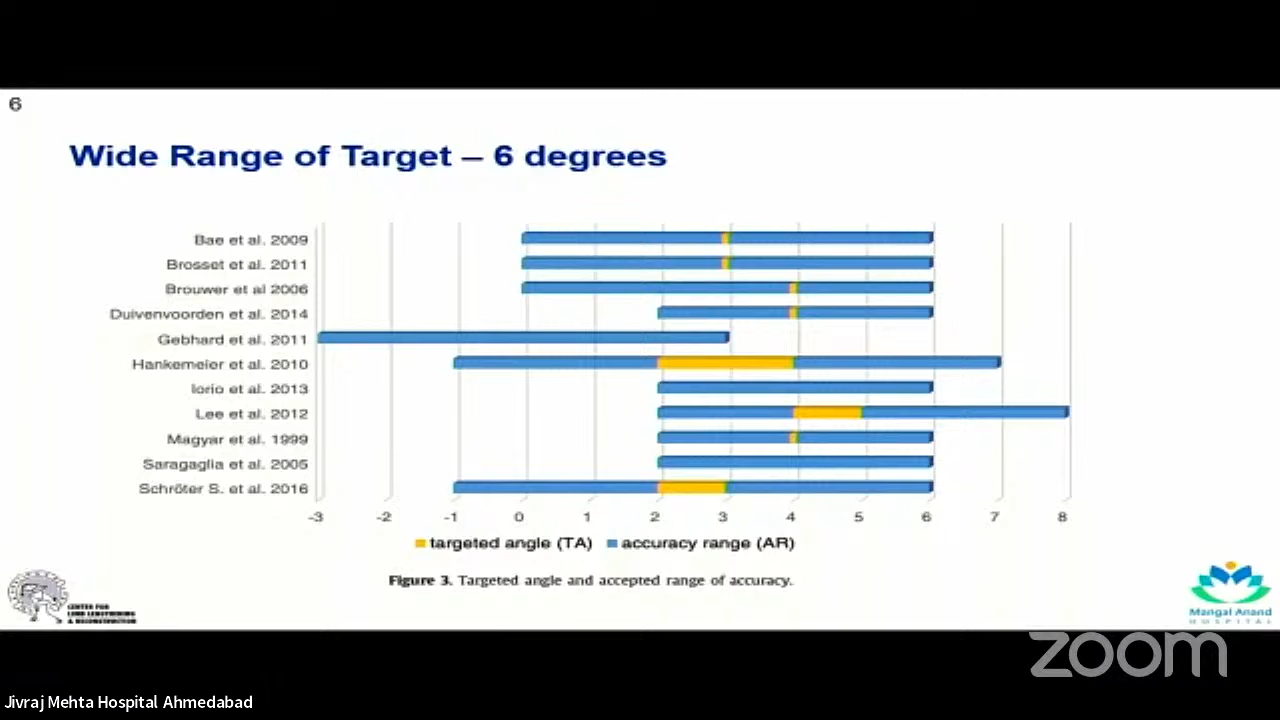 6
Wide Range of Target – 6 degrees
Bae et al. 2009
Brosset et al. 2011
Brouwer et al 2006
Duivenvoorden et al. 2014
Gebhard et al. 2011
Hankemeier et al. 2010
Iorio et al. 2013
Lee et al. 2012
Magyar et al. 1999
Saragaglia et al. 2005
Schröter S. et al. 2016
-3 -2 -1 0 1 2 3 4 5 6 7 8
targeted angle (TA) accuracy range (AR)
Figure 3. Targeted angle and accepted range of accuracy.
CENTER FOR
LIMB LENGTHENING
& RECONSTRUCTION
Mangal Anand
HOSPITAL
zoom
Jivraj Mehta Hospital Ahmedabad